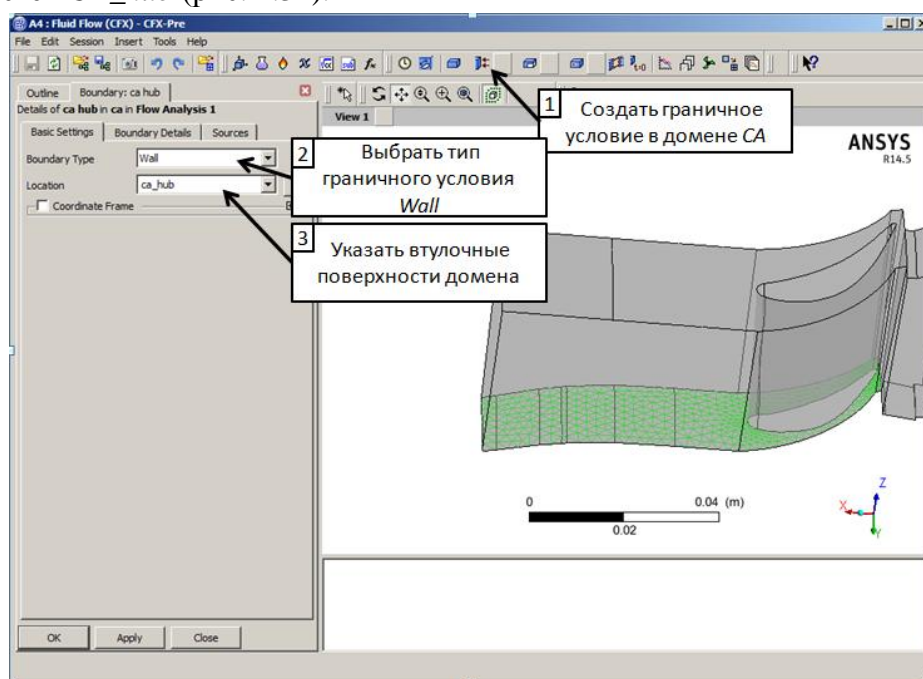 A4 : Fluid Flow (CFX) - CFX-Pre
File Edit Session Insert Tools Help
Outline Boundary: ca hub
Details of ca hub in ca in Flow Analysis 1
Basic Settings Boundary Details Sources
Boundary Type Wall
Location ca_hub
Coordinate Frame
View 1
1 Создать граничное
условие в домене CA
2 Выбрать тип
граничного условия
Wall
3 Указать втулочные
поверхности домена
ANSYS
R14.5
0 0.04 (m)
0.02
Z
X
Y
OK Apply Close